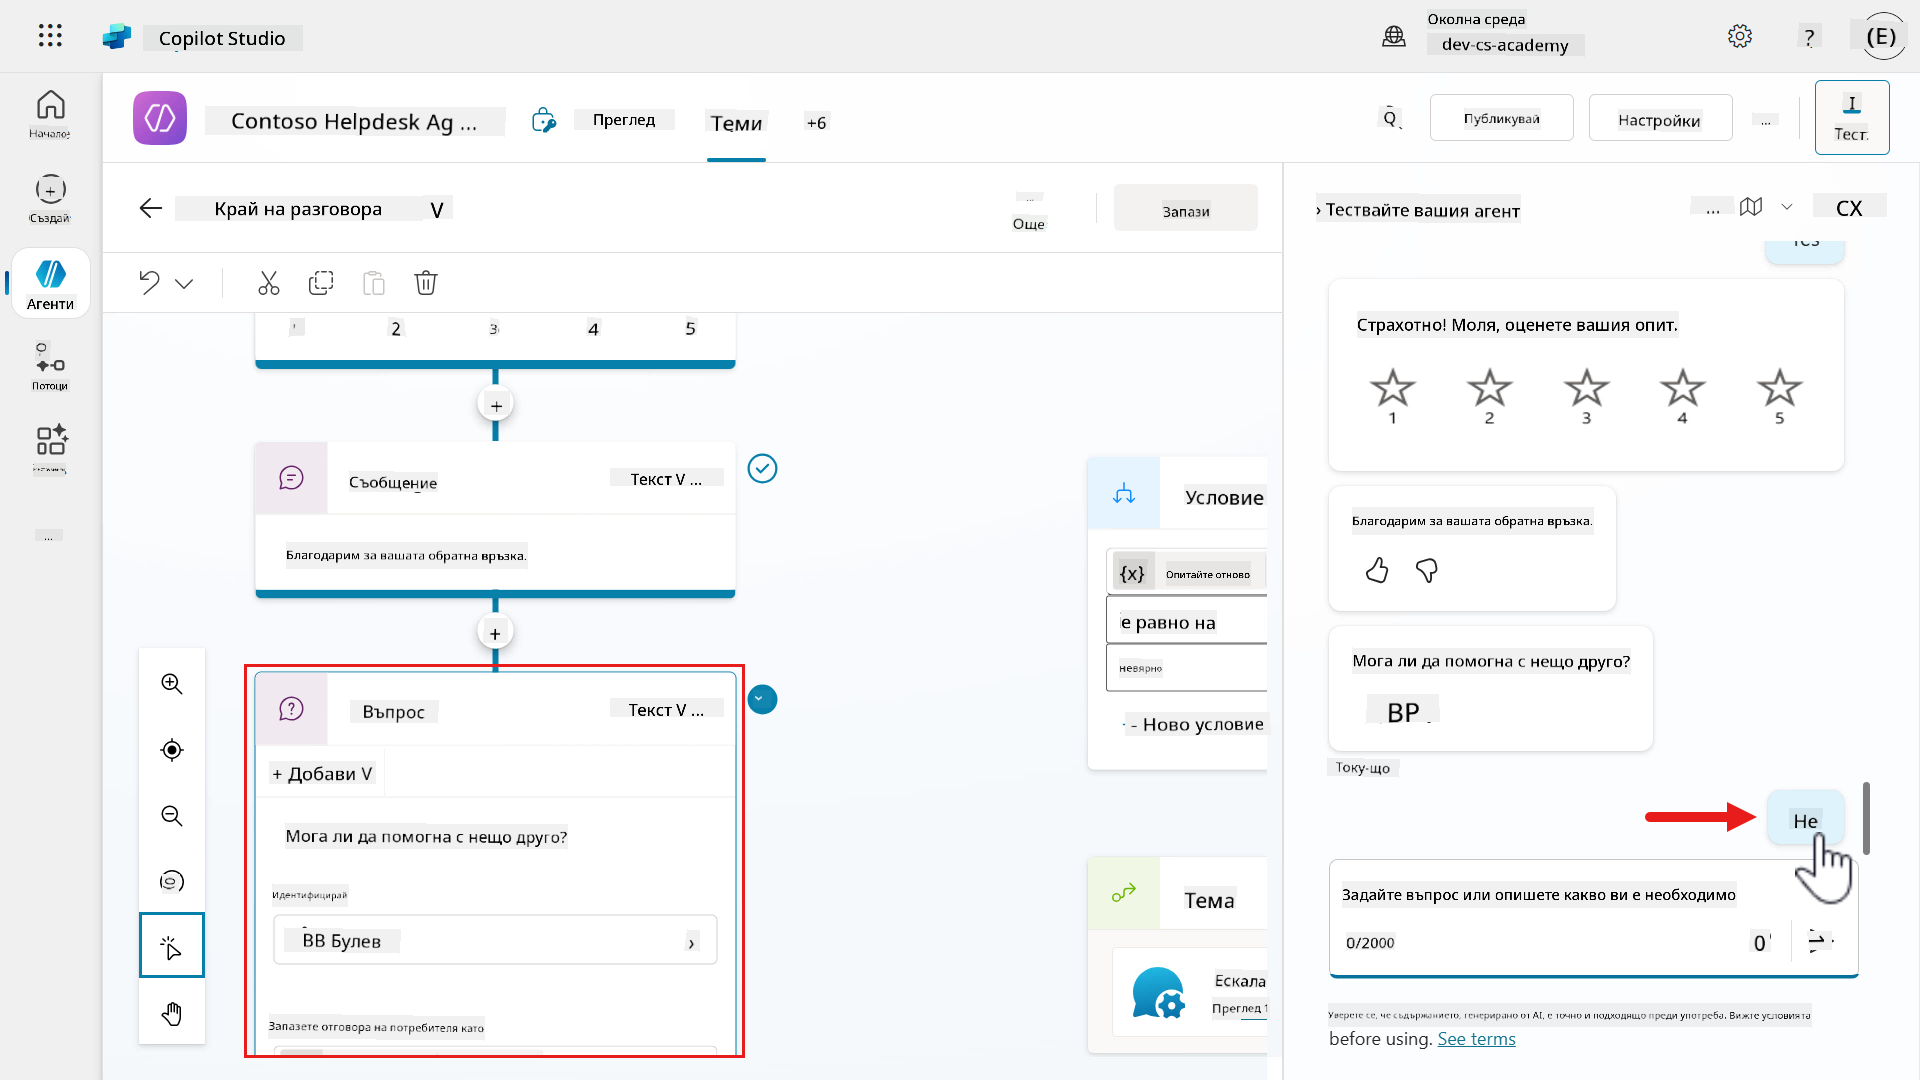 Copilot Studio
Околна среда
dev-cs-academy
?
(E)
Начало
Създай
Агенти
Потоци
...
Contoso Helpdesk Ag ...
Преглед
Теми
+6
Публикувай
Настройки
...
Тест
Край на разговора
V
...
Още
Запази
2
3
4
5
+
Съобщение
Текст V ...
Благодарим за вашата обратна връзка.
+
Въпрос
Текст V ...
+ Добави V
Мога ли да помогна с нещо друго?
Идентифицирай
ВВ Булев
›
Запазете отговора на потребителя като
Условие
{x}
Опитайте отново
е равно на
невярно
- Ново условие
Тема
Ескала
Преглед 1
› Тествайте вашия агент
...
CX
Yes
Страхотно! Моля, оценете вашия опит.
1
2
3
4
5
Благодарим за вашата обратна връзка.
Мога ли да помогна с нещо друго?
ВР
Току-що
Не
Задайте въпрос или опишете какво ви е необходимо
0/2000
Уверете се, че съдържанието, генерирано от AI, е точно и подходящо преди употреба. Вижте условията
before using. See terms